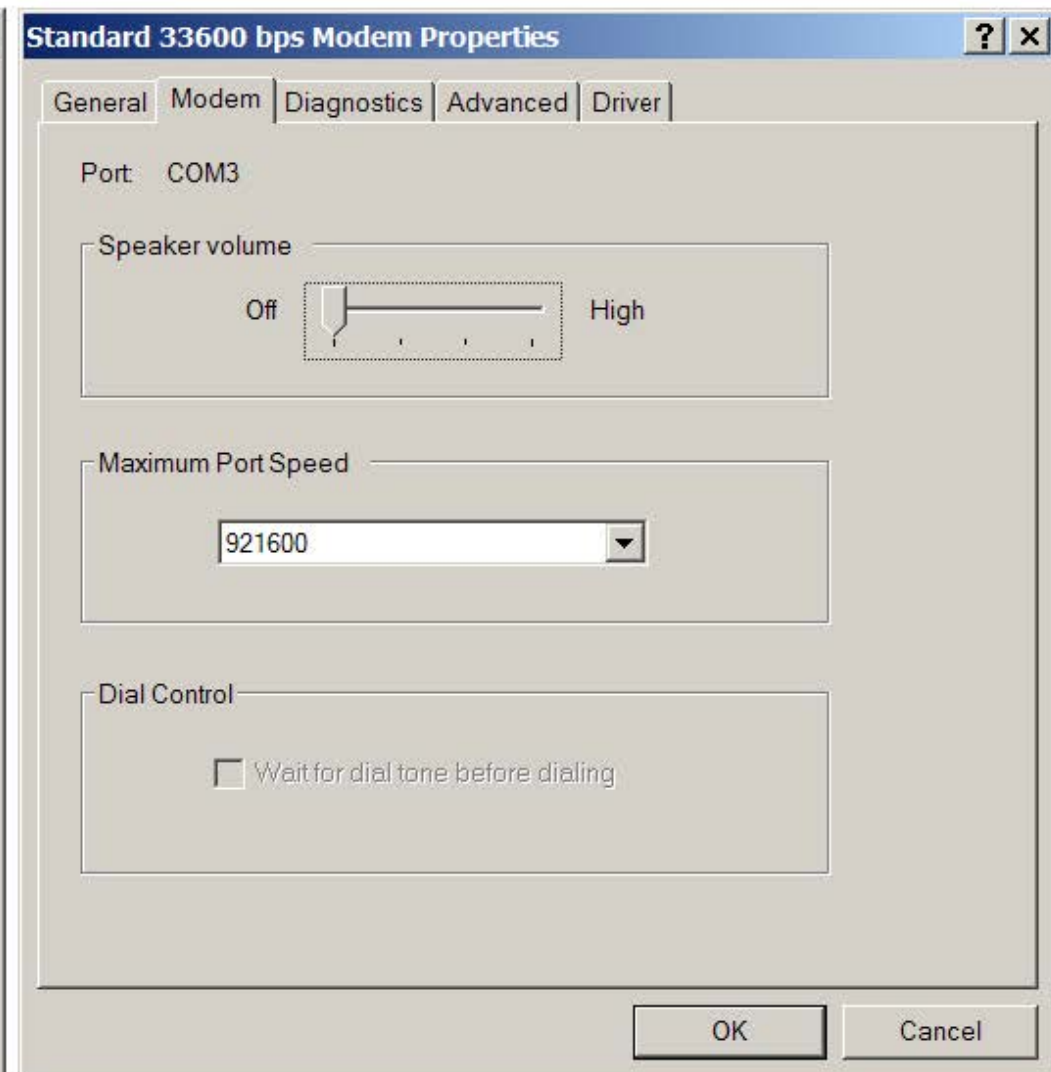 Standard 33600 bps Modem Properties
General Modem Diagnostics Advanced Driver
Port: COM3
Speaker volume
Off High
Maximum Port Speed
921600
Dial Control
Wait for dial tone before dialing
OK Cancel